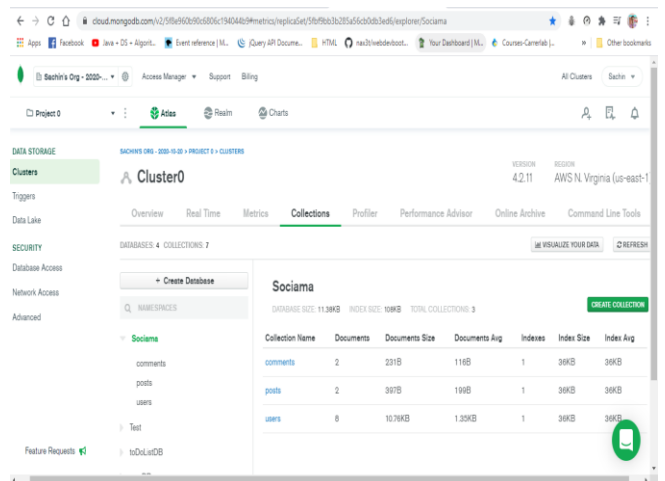 cloud.mongodb.com/v2/5f8e960b90c6806c194044b9#metrics/replicaSet/5fbf9bb3b285a56cb0db3ed6/explorer/Sociama
Apps Facebook Java + DS + Algorit... Event reference | M... jQuery API Docume... HTML Your Dashboard | M... Courses-Carrerlab |... » Other bookmarks
Sachin's Org - 2020-... Access Manager Support Billing All Clusters Sachin
Project 0 Atlas Realm Charts
DATA STORAGE
Clusters
Triggers
Data Lake
SECURITY
Database Access
Network Access
Advanced
Feature Requests
SACHIN'S ORG - 2020-10-20 > PROJECT 0 > CLUSTERS
Cluster0
VERSION
4.2.11
REGION
AWS N. Virginia (us-east-1
Overview Real Time Metrics Collections Profiler Performance Advisor Online Archive Command Line Tools
DATABASES: 4 COLLECTIONS: 7
VISUALIZE YOUR DATA REFRESH
+ Create Database
NAMESPACES
Sociama
comments
posts
users
Test
toDoListDB
Sociama
DATABASE SIZE: 11.38KB INDEX SIZE: 108KB TOTAL COLLECTIONS: 3
CREATE COLLECTION
Collection Name Documents Documents Size Documents Avg Indexes Index Size Index Avg
comments 2 231B 116B 1 36KB 36KB
posts 2 397B 199B 1 36KB 36KB
users 8 10.76KB 1.35KB 1 36KB 36KB